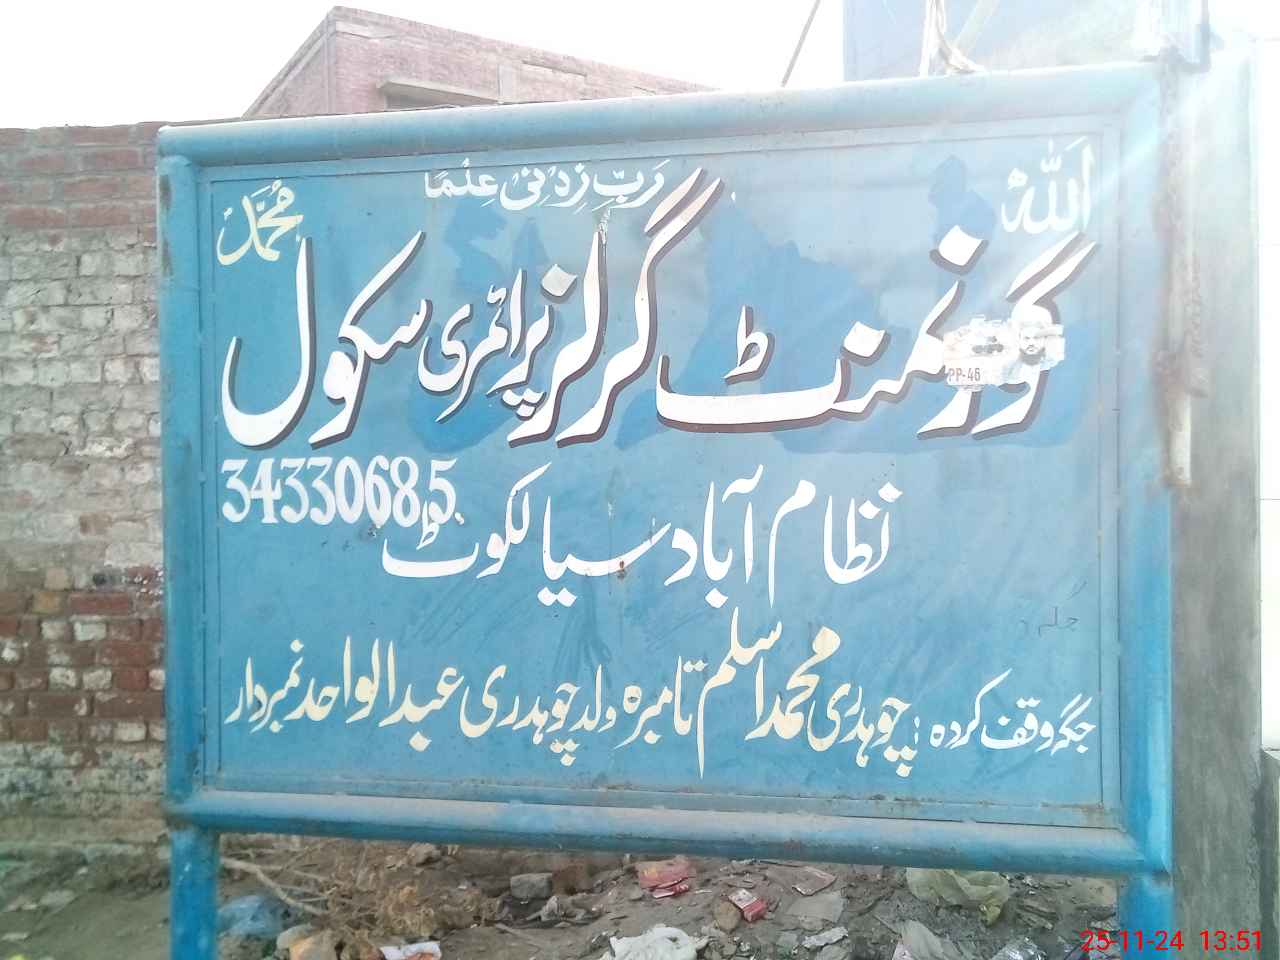 اللہ
رَبِّ زِدْنِیْ عِلْمًا
مُحَمَّد
گورنمنٹ گرلز پرائمری سکول
34330685
نظام آباد سیالکوٹ
جگہ وقف کردہ : چوہدری محمد اسلم تامبرہ ولد چوہدری عبدالواحد نمبردار
PP-46
25-11-24 13:51